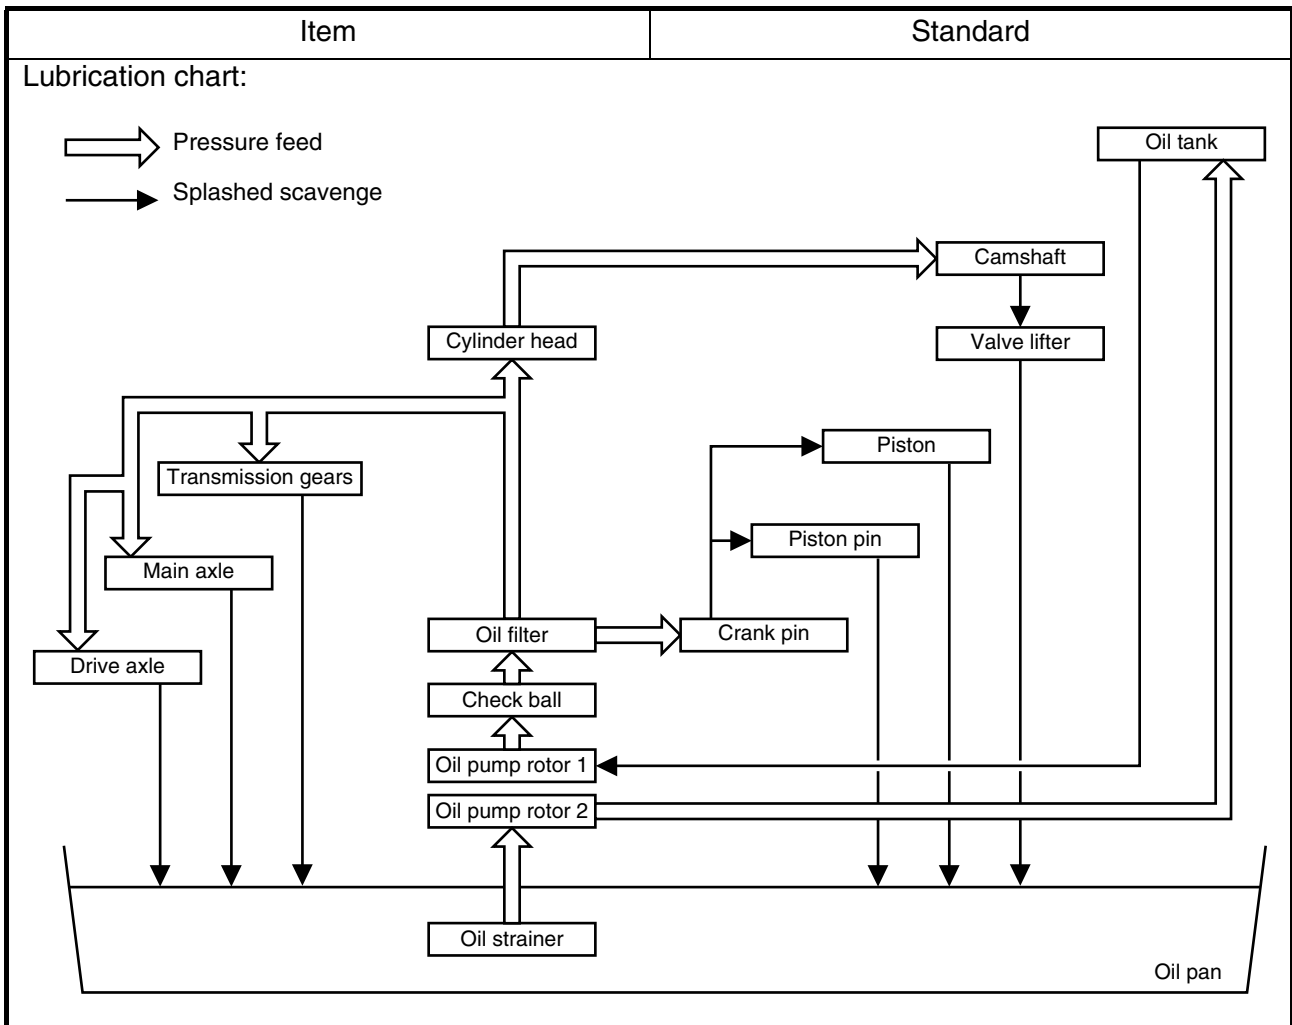 Item
Standard
Lubrication chart:
Pressure feed
Splashed scavenge
Oil tank
Camshaft
Cylinder head
Valve lifter
Piston
Transmission gears
Piston pin
Main axle
Oil filter
Crank pin
Drive axle
Check ball
Oil pump rotor 1
Oil pump rotor 2
Oil strainer
Oil pan